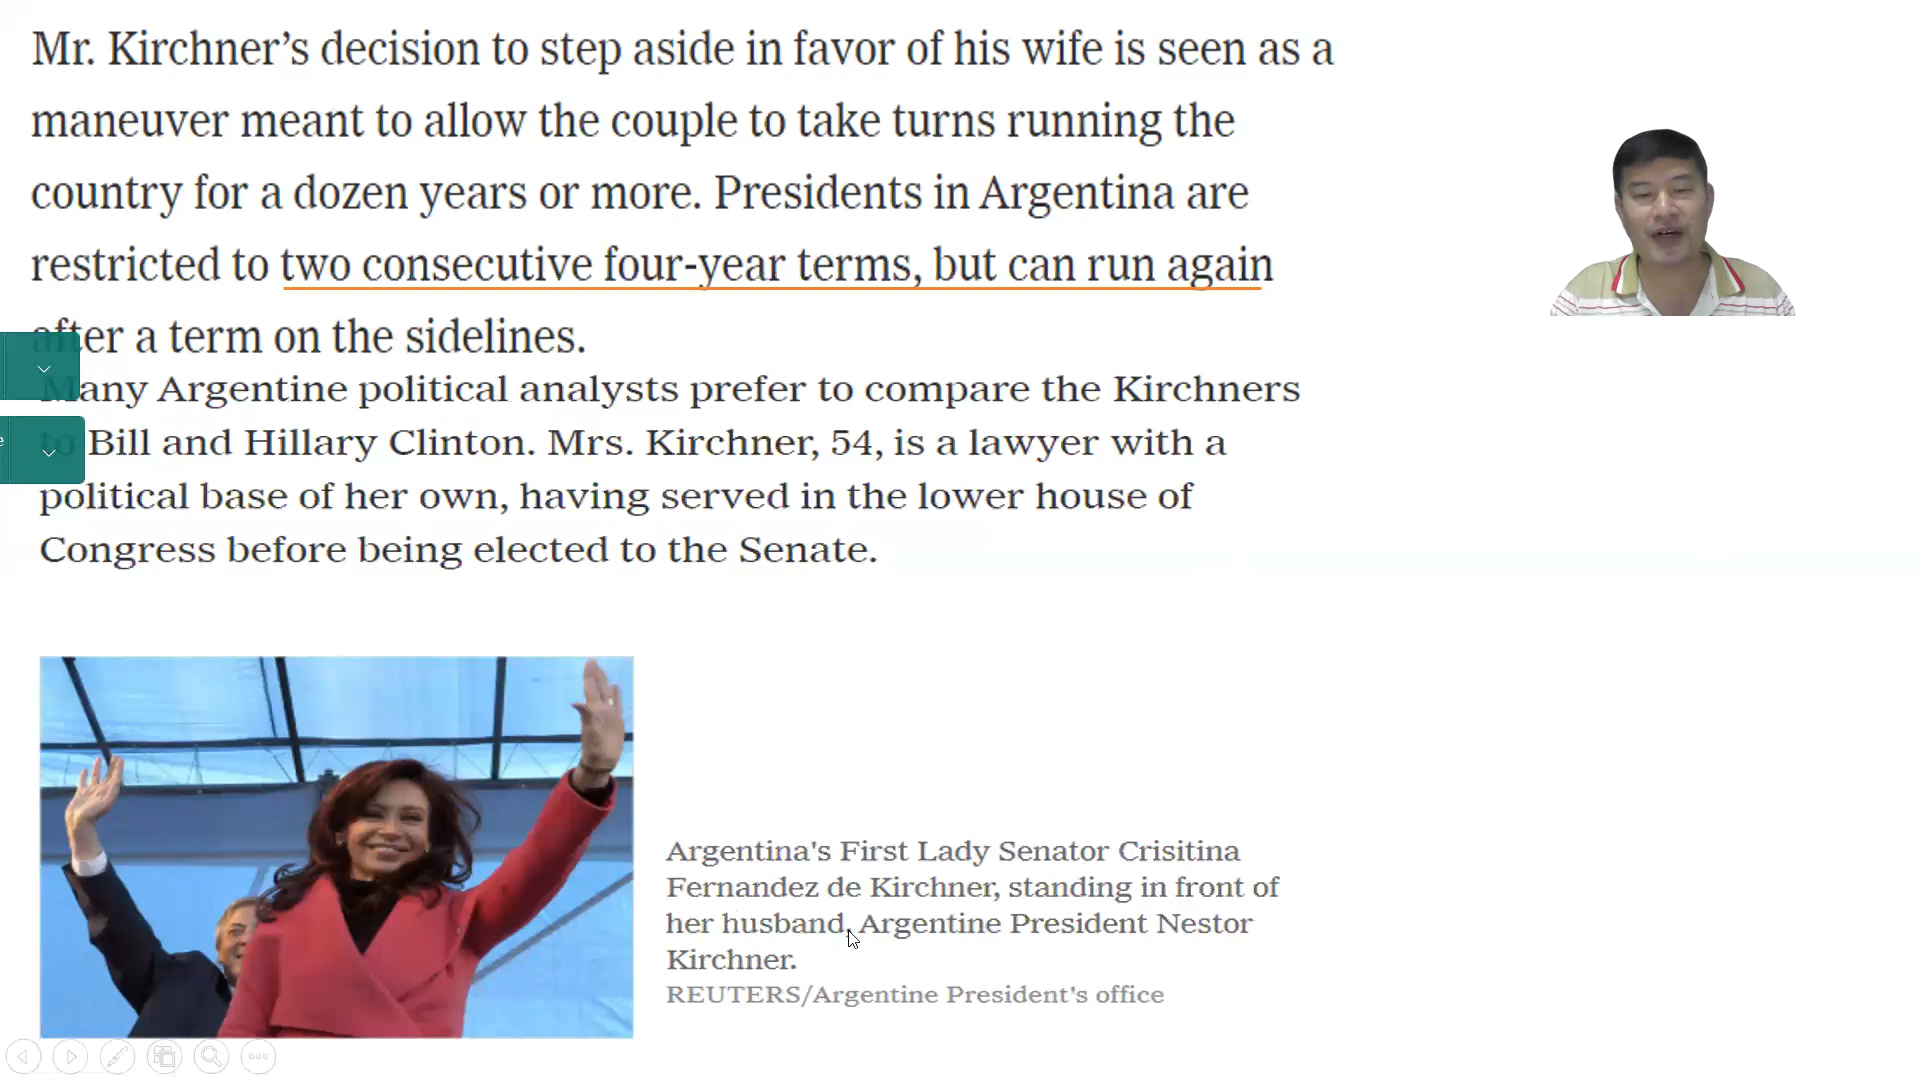 Mr. Kirchner’s decision to step aside in favor of his wife is seen as a
maneuver meant to allow the couple to take turns running the
country for a dozen years or more. Presidents in Argentina are
restricted to two consecutive four-year terms, but can run again
after a term on the sidelines.
Many Argentine political analysts prefer to compare the Kirchners
to Bill and Hillary Clinton. Mrs. Kirchner, 54, is a lawyer with a
political base of her own, having served in the lower house of
Congress before being elected to the Senate.
Argentina's First Lady Senator Crisitina
Fernandez de Kirchner, standing in front of
her husband, Argentine President Nestor
Kirchner.
REUTERS/Argentine President's office